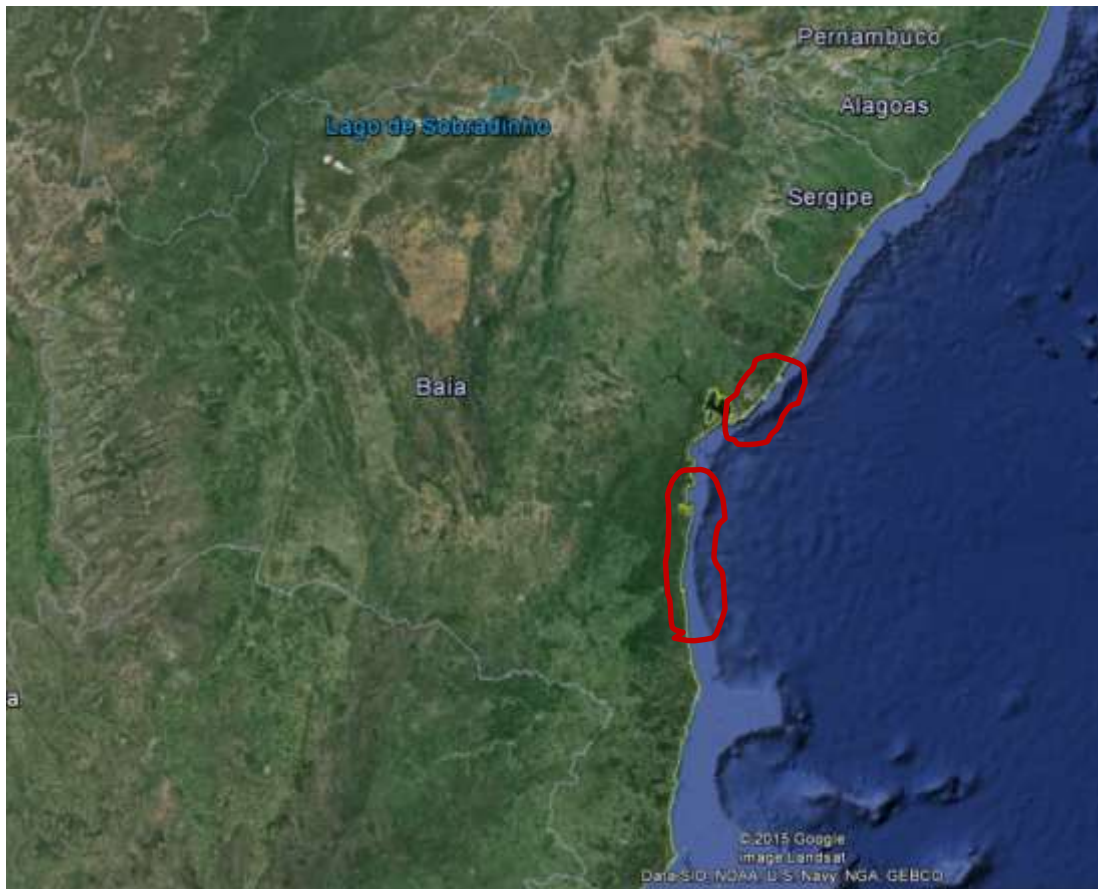 Pernambuco
Alagoas
Lago de Sobradinho
Sergipe
Baia
a
© 2015 Google
Image Landsat
Data SIO, NOAA, U.S. Navy, NGA, GEBCO